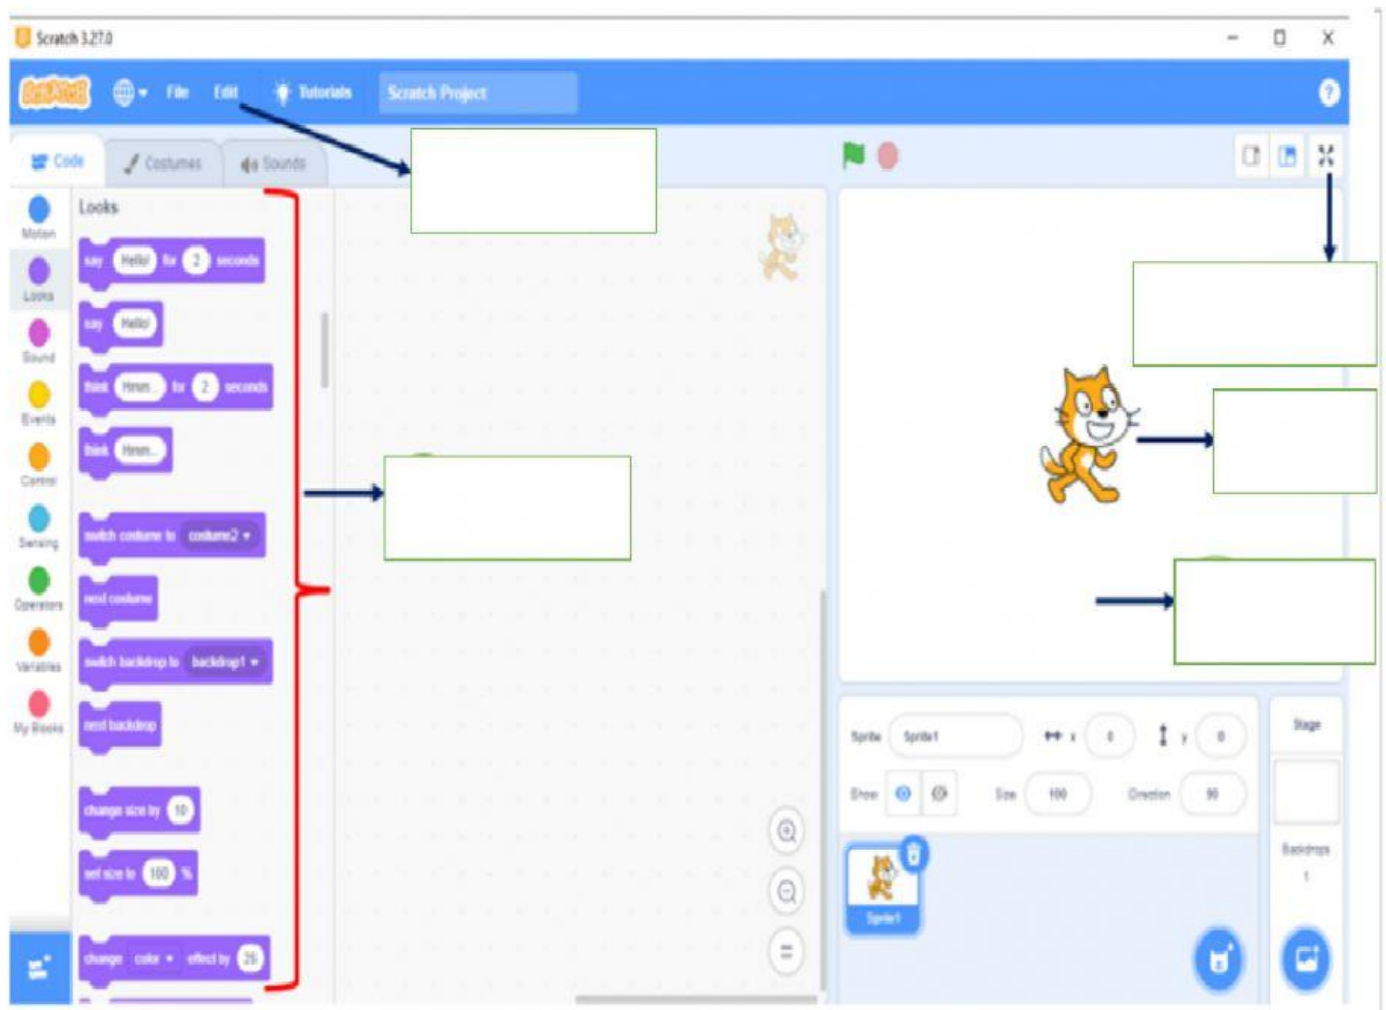 Scratch 3.27.0
SCRATCH File Edit Tutorials Scratch Project ?
Code Costumes Sounds
Motion
Looks
Sound
Events
Control
Sensing
Operators
Variables
My Blocks
Looks
say Hello! for 2 seconds
say Hello!
think Hmm... for 2 seconds
think Hmm...
switch costume to costume2
next costume
switch backdrop to backdrop1
next backdrop
change size by 10
set size to 100 %
change color effect by 25
Sprite Sprite1 x 0 y 0
Show Size 100 Direction 90
Sprite1
Stage
Backdrops
1